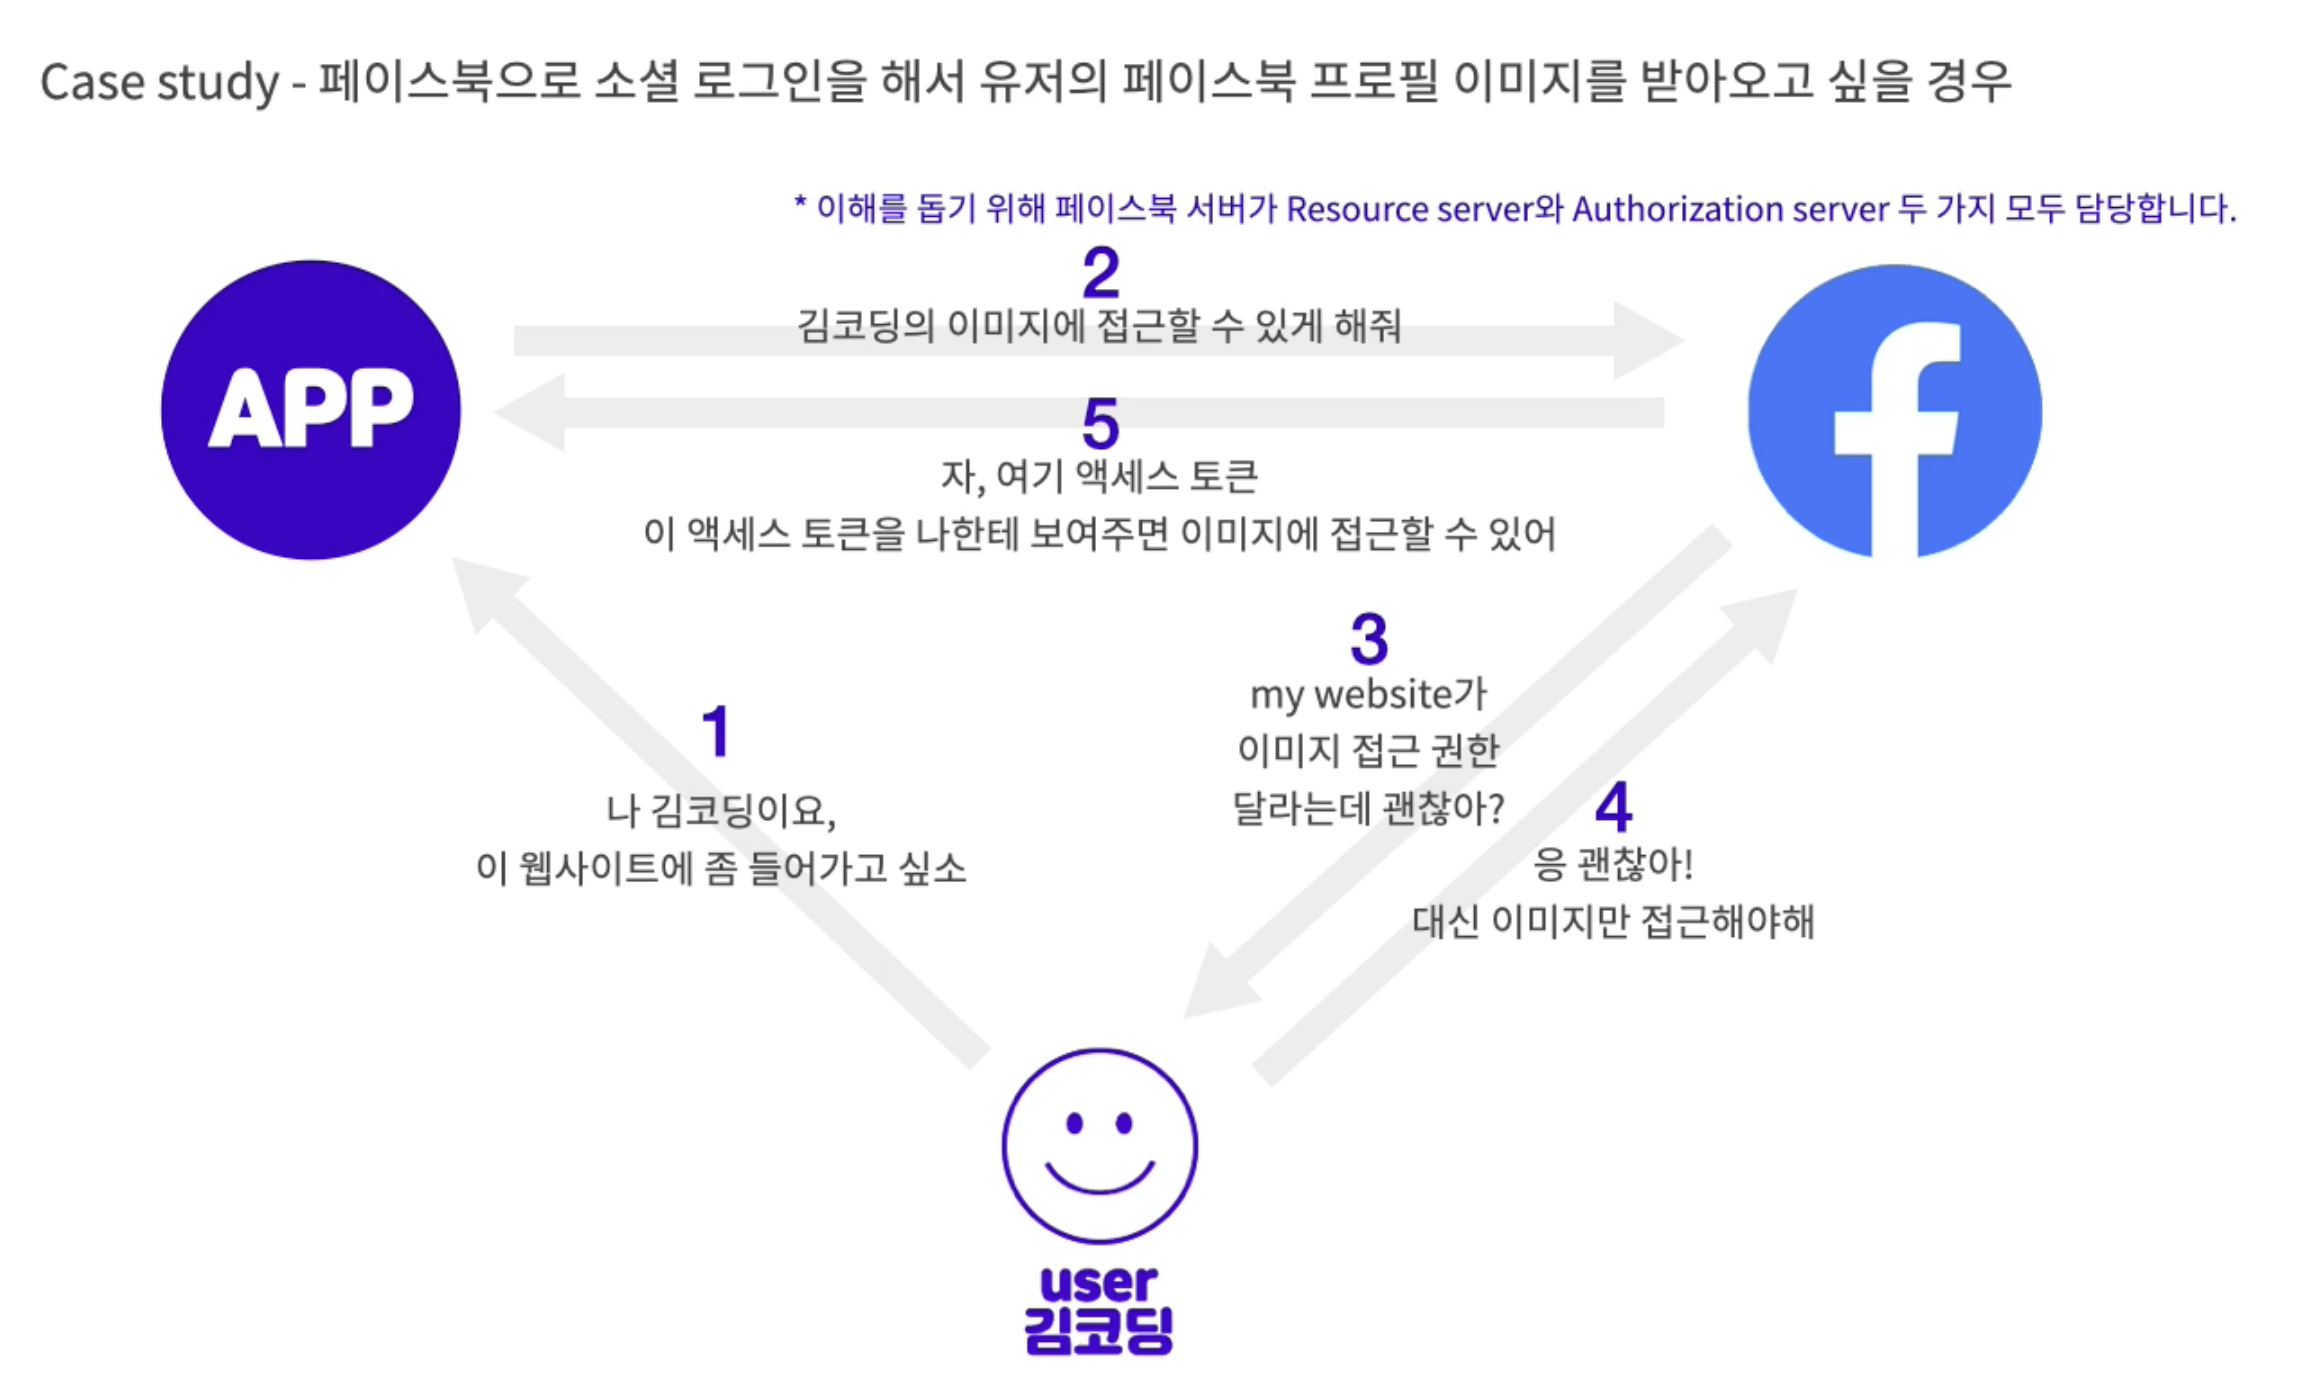 Case study - 페이스북으로 소셜 로그인을 해서 유저의 페이스북 프로필 이미지를 받아오고 싶을 경우
* 이해를 돕기 위해 페이스북 서버가 Resource server와 Authorization server 두 가지 모두 담당합니다.
APP
2
김코딩의 이미지에 접근할 수 있게 해줘
5
자, 여기 액세스 토큰
이 액세스 토큰을 나한테 보여주면 이미지에 접근할 수 있어
f
1
나 김코딩이요,
이 웹사이트에 좀 들어가고 싶소
3
my website가
이미지 접근 권한
달라는데 괜찮아?
4
응 괜찮아!
대신 이미지만 접근해야해
user
김코딩